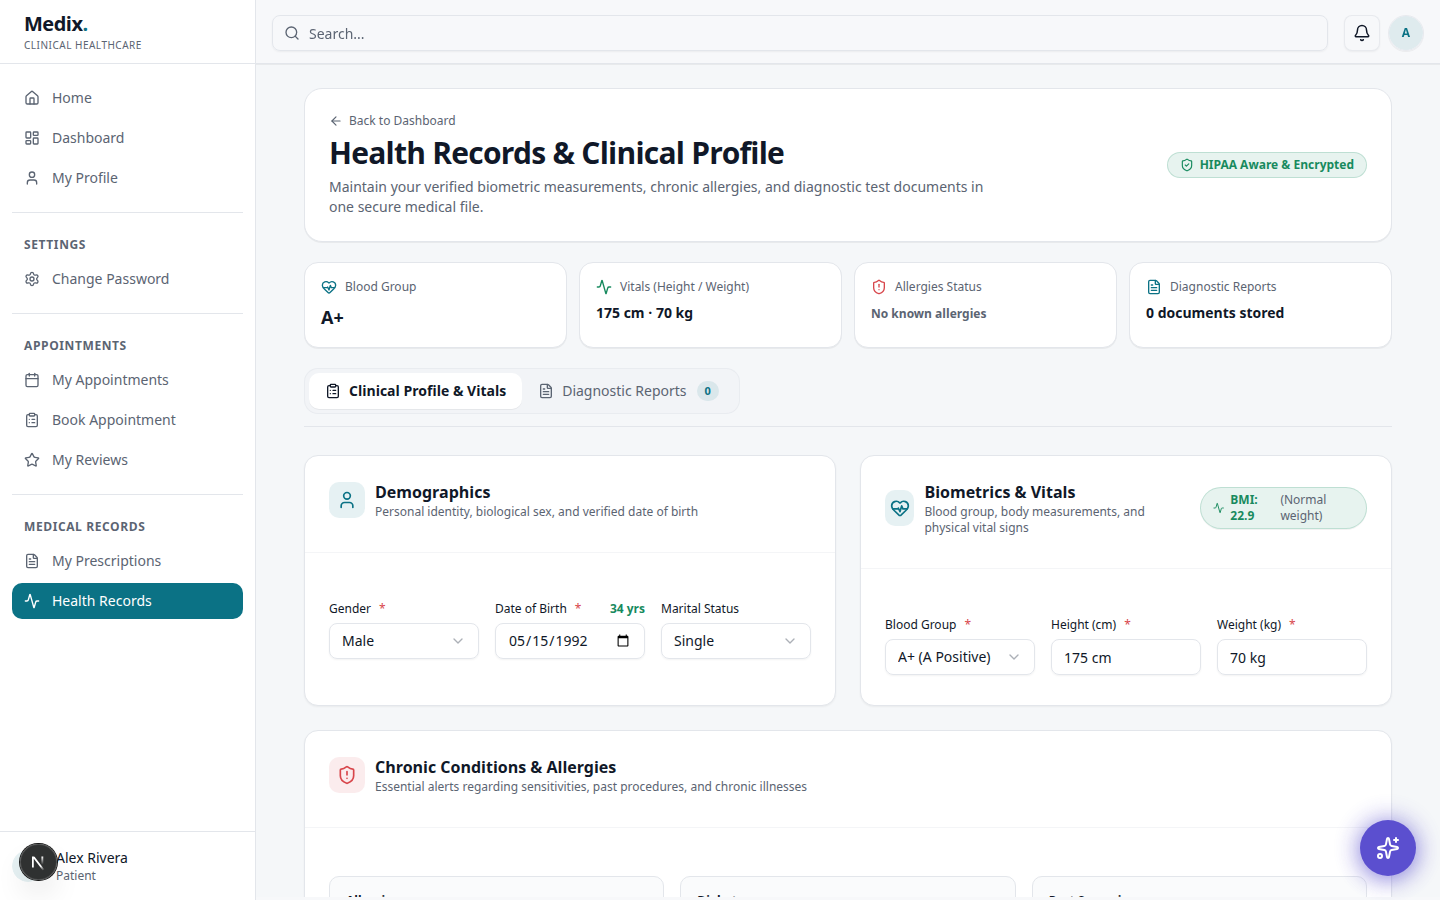 Medix.
CLINICAL HEALTHCARE
Home
Dashboard
My Profile
SETTINGS
Change Password
APPOINTMENTS
My Appointments
Book Appointment
My Reviews
MEDICAL RECORDS
My Prescriptions
Health Records
N
Alex Rivera
Patient
Search...
A
Back to Dashboard
Health Records & Clinical Profile
Maintain your verified biometric measurements, chronic allergies, and diagnostic test documents in
one secure medical file.
HIPAA Aware & Encrypted
Blood Group
A+
Vitals (Height / Weight)
175 cm · 70 kg
Allergies Status
No known allergies
Diagnostic Reports
0 documents stored
Clinical Profile & Vitals
Diagnostic Reports 0
Demographics
Personal identity, biological sex, and verified date of birth
Gender *
Male
Date of Birth * 34 yrs
05/15/1992
Marital Status
Single
Biometrics & Vitals
Blood group, body measurements, and
physical vital signs
BMI: 22.9 (Normal weight)
Blood Group *
A+ (A Positive)
Height (cm) *
175 cm
Weight (kg) *
70 kg
Chronic Conditions & Allergies
Essential alerts regarding sensitivities, past procedures, and chronic illnesses